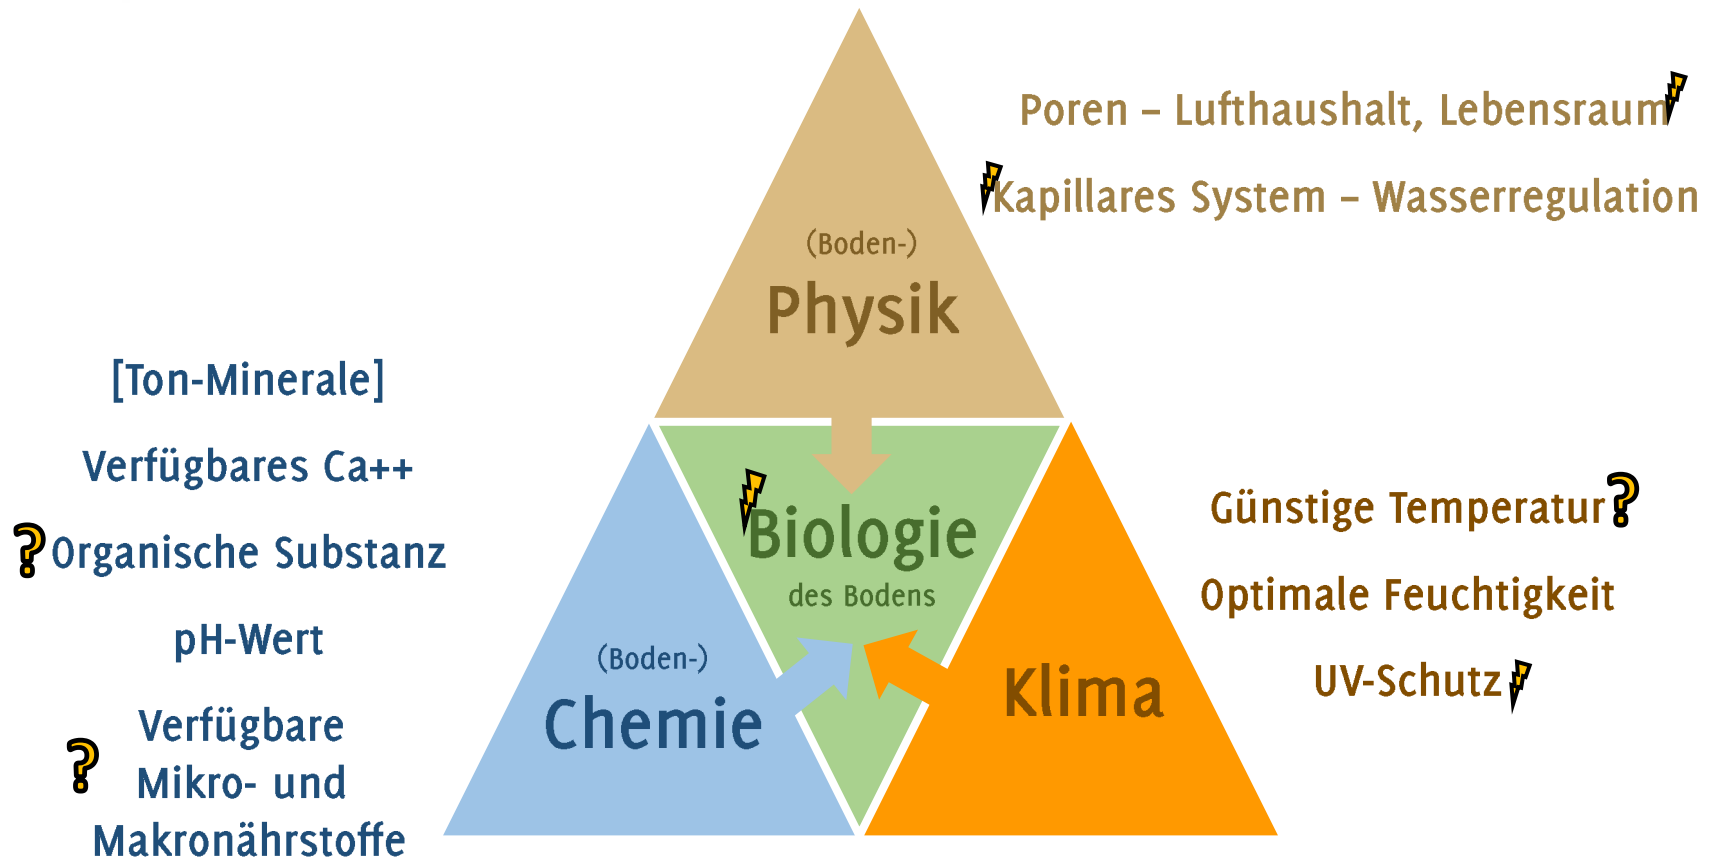 Poren – Lufthaushalt, Lebensraum
Kapillares System – Wasserregulation
(Boden-)
Physik
[Ton-Minerale]
Verfügbares Ca++
? Organische Substanz
pH-Wert
? Verfügbare
Mikro- und
Makronährstoffe
Biologie
des Bodens
(Boden-)
Chemie
Klima
Günstige Temperatur ?
Optimale Feuchtigkeit
UV-Schutz